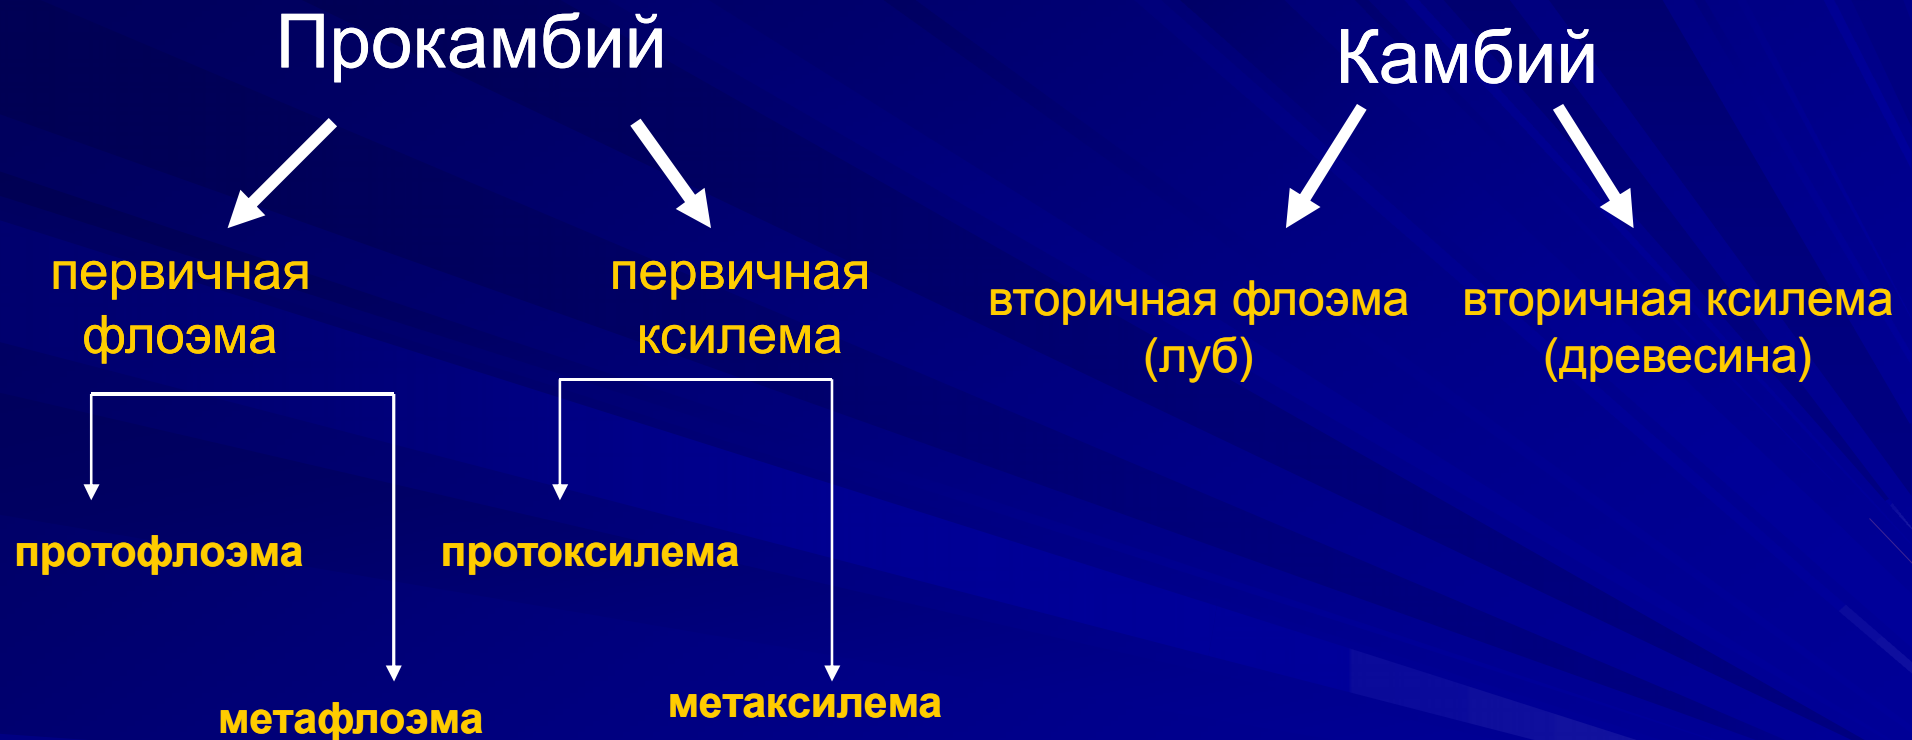 Прокамбий
Камбий
первичная
флоэма
первичная
ксилема
вторичная флоэма
(луб)
вторичная ксилема
(древесина)
протофлоэма
протоксилема
метафлоэма
метаксилема